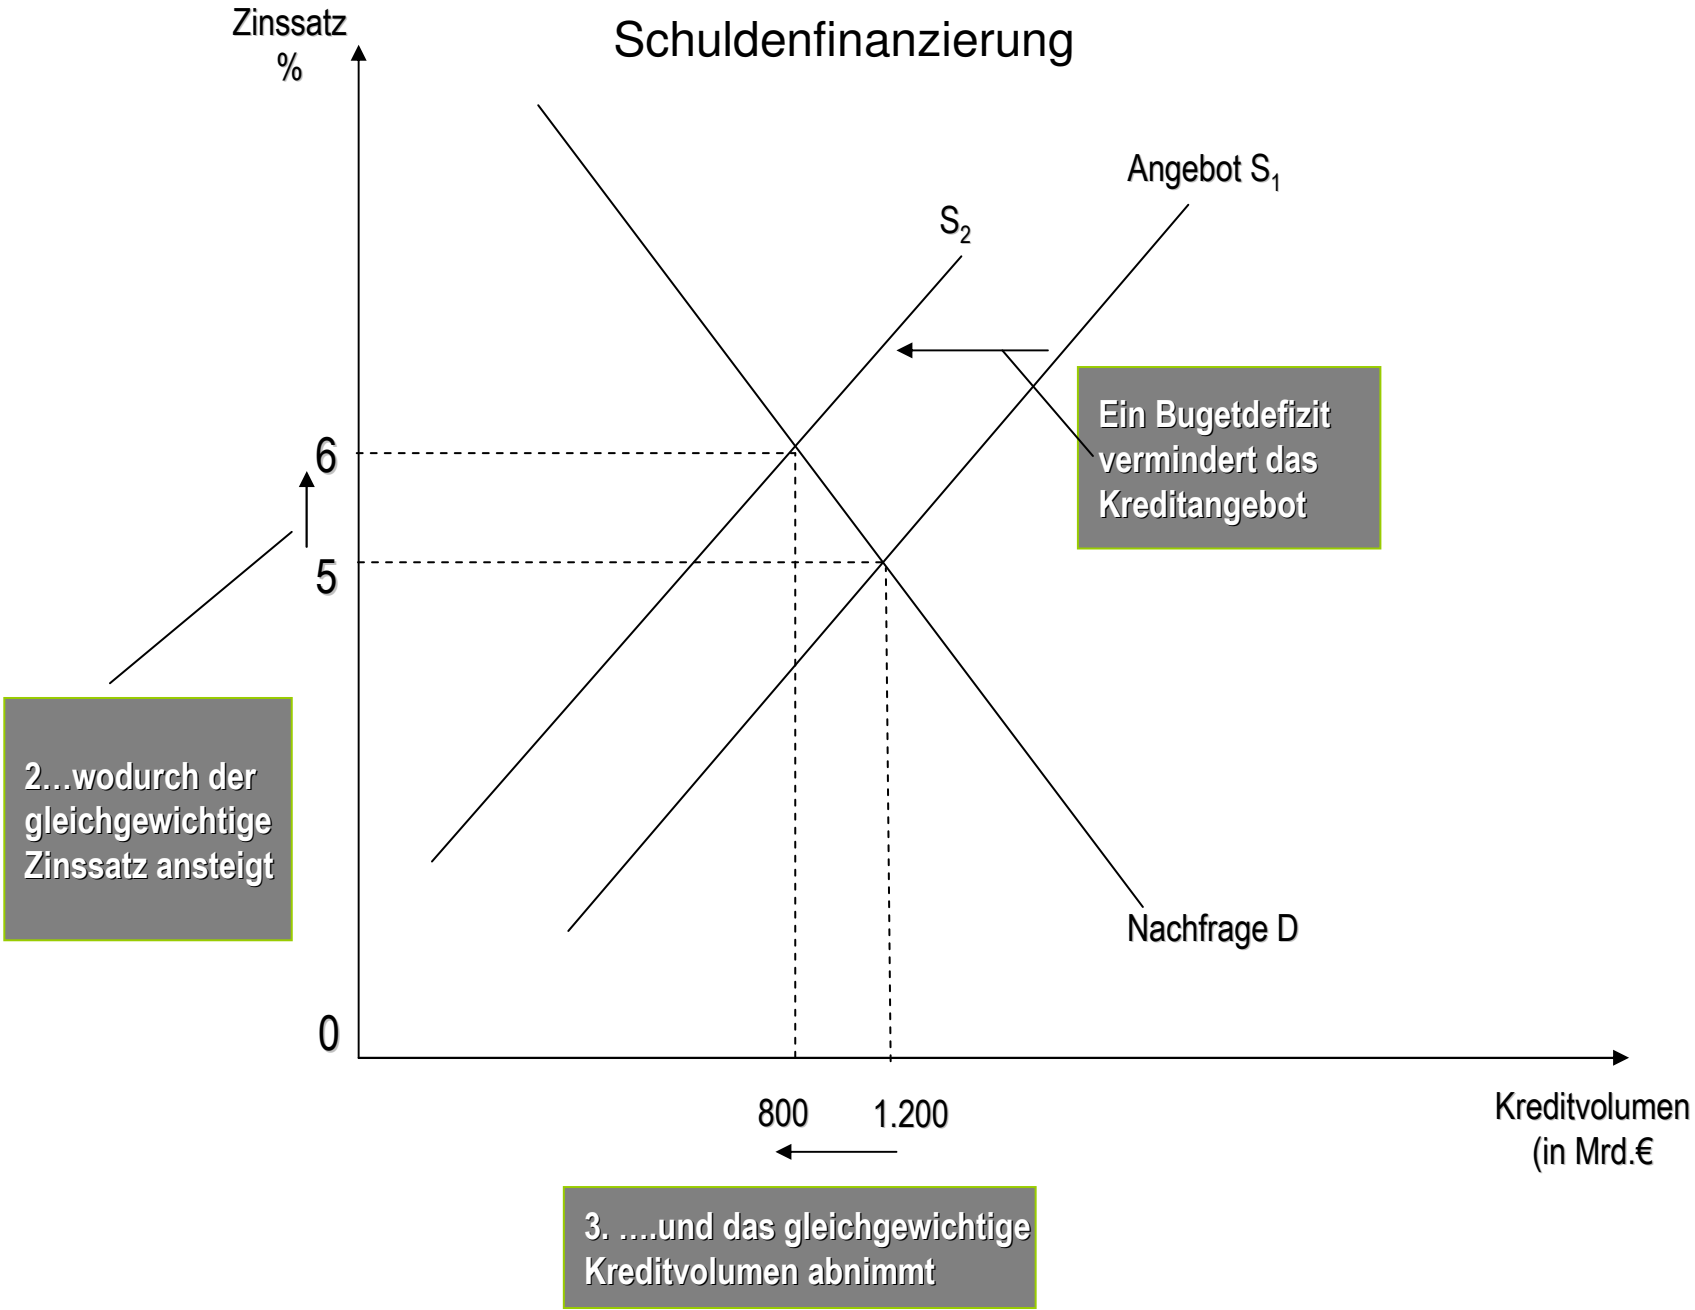 Schuldenfinanzierung
Zinssatz
%
Angebot S₁
S₂
Ein Bugetdefizit
vermindert das
Kreditangebot
6
5
2…wodurch der
gleichgewichtige
Zinssatz ansteigt
Nachfrage D
0
800
1.200
Kreditvolumen
(in Mrd.€
3. ….und das gleichgewichtige
Kreditvolumen abnimmt